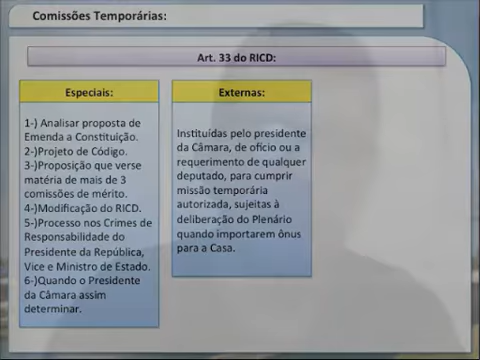 Comissões Temporárias:
Art. 33 do RICD:
Especiais:
1-) Analisar proposta de
Emenda a Constituição.
2-)Projeto de Código.
3-)Proposição que verse
matéria de mais de 3
comissões de mérito.
4-)Modificação do RICD.
5-)Processo nos Crimes de
Responsabilidade do
Presidente da República,
Vice e Ministro de Estado.
6-)Quando o Presidente
da Câmara assim
determinar.
Externas:
Instituídas pelo presidente
da Câmara, de ofício ou a
requerimento de qualquer
deputado, para cumprir
missão temporária
autorizada, sujeitas à
deliberação do Plenário
quando importarem ônus
para a Casa.